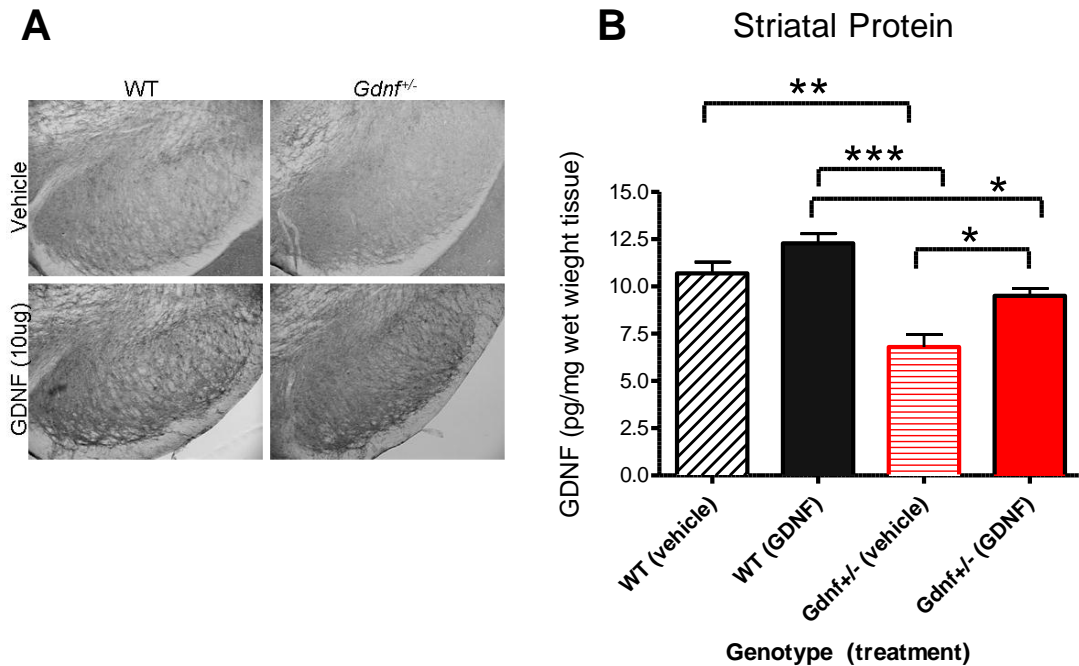 A
WT
Gdnf+/-
Vehicle
GDNF (10ug)
B
Striatal Protein
**
***
*
*
GDNF (pg/mg wet wieght tissue)
15.0
12.5
10.0
7.5
5.0
2.5
0.0
WT (vehicle)
WT (GDNF)
Gdnf+/- (vehicle)
Gdnf+/- (GDNF)
Genotype (treatment)